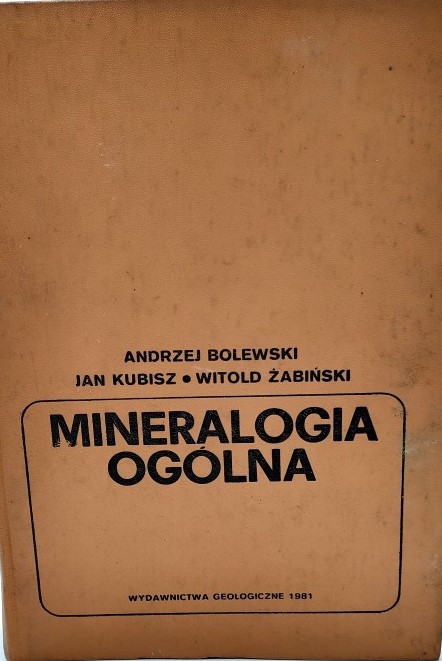 ANDRZEJ BOLEWSKI
JAN KUBISZ • WITOLD ŻABIŃSKI
MINERALOGIA
OGÓLNA
WYDAWNICTWA GEOLOGICZNE 1981